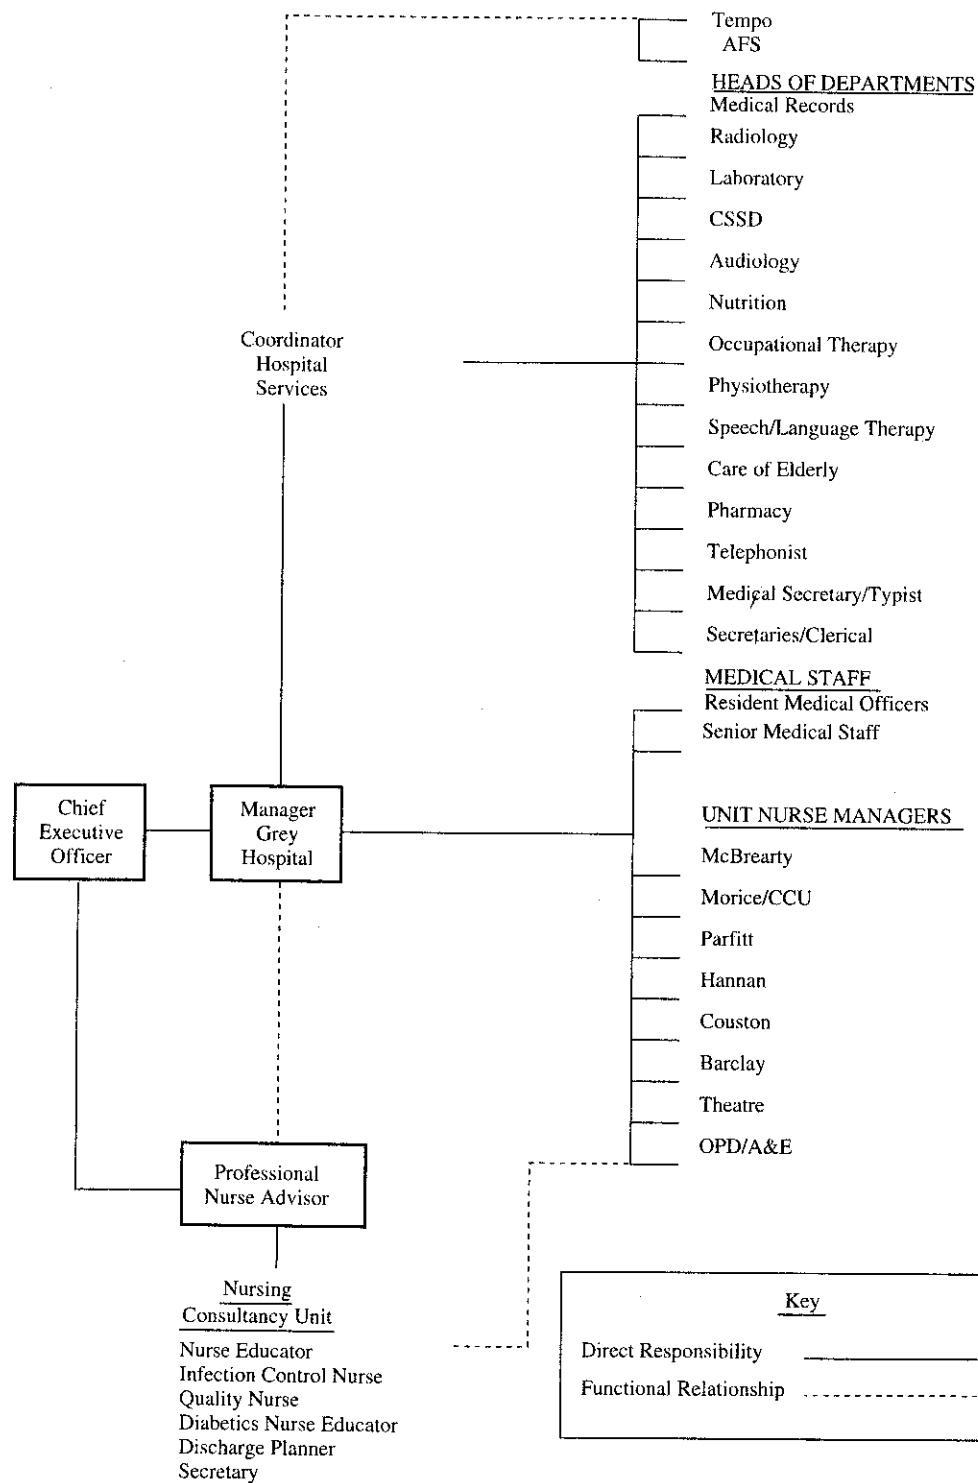 Tempo
AFS
HEADS OF DEPARTMENTS
Medical Records
Radiology
Laboratory
CSSD
Audiology
Nutrition
Occupational Therapy
Physiotherapy
Speech/Language Therapy
Care of Elderly
Pharmacy
Telephonist
Medical Secretary/Typist
Secretaries/Clerical
Coordinator
Hospital
Services
MEDICAL STAFF
Resident Medical Officers
Senior Medical Staff
Chief
Executive
Officer
Manager
Grey
Hospital
UNIT NURSE MANAGERS
McBrearty
Morice/CCU
Parfitt
Hannan
Couston
Barclay
Theatre
OPD/A&E
Professional
Nurse Advisor
Nursing
Consultancy Unit
Nurse Educator
Infection Control Nurse
Quality Nurse
Diabetics Nurse Educator
Discharge Planner
Secretary
Key
Direct Responsibility
Functional Relationship